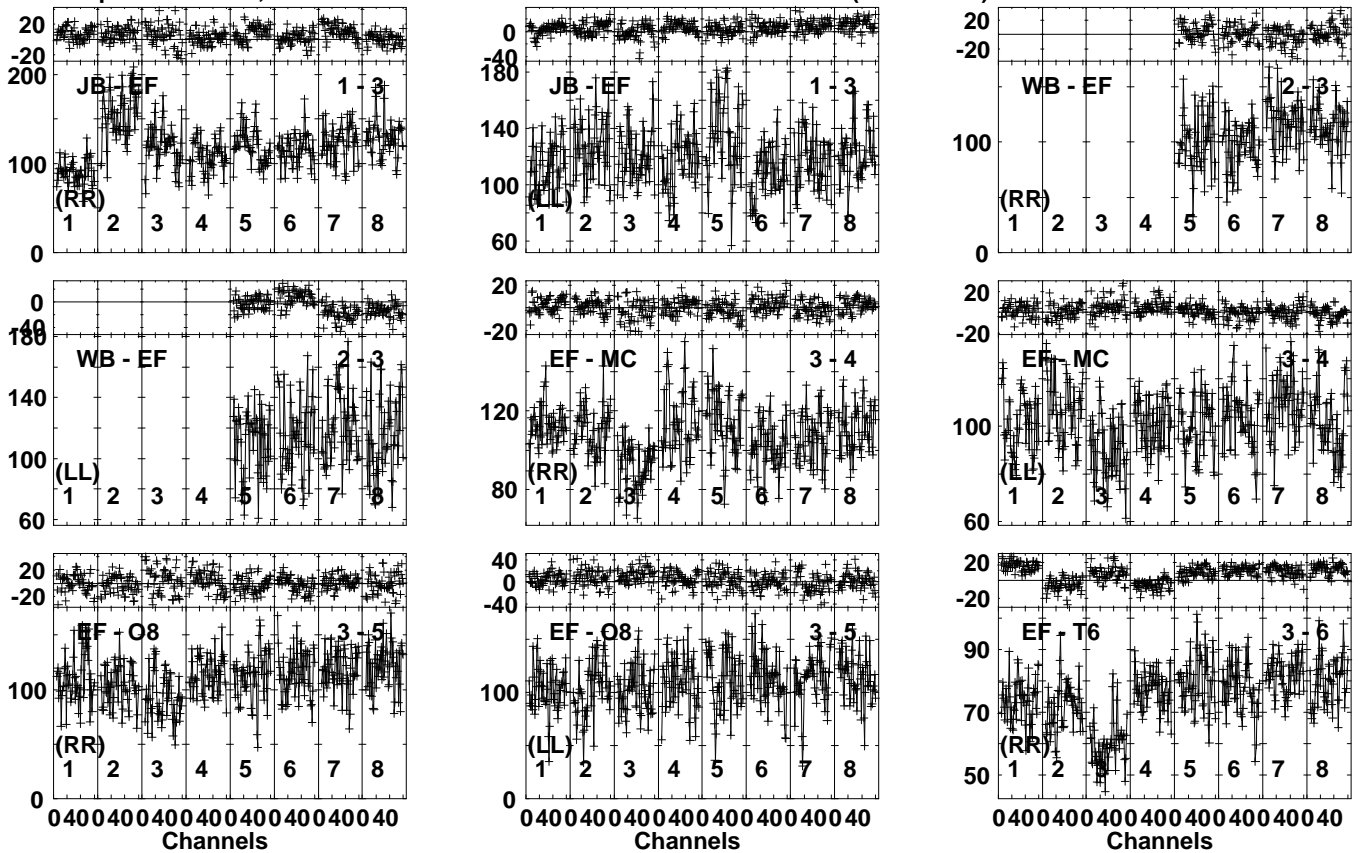 20 0 -20
JB - EF 1 - 3
200 100 0
(RR)
1 2 3 4 5 6 7 8
0 -40
JB - EF 1 - 3
180 140 100 60
(LL)
1 2 3 4 5 6 7 8
20 -20
WB - EF 2 - 3
100 0
(RR)
1 2 3 4 5 6 7 8
0 -40
WB - EF 2 - 3
180 140 100 60
(LL)
1 2 3 4 5 6 7 8
20 -20
EF - MC 3 - 4
120 80
(RR)
1 2 3 4 5 6 7 8
20 -20
EF - MC 3 - 4
100 60
(LL)
1 2 3 4 5 6 7 8
20 -20
EF - O8 3 - 5
100 0
(RR)
1 2 3 4 5 6 7 8
40 0 -40
EF - O8 3 - 5
100 0
(LL)
1 2 3 4 5 6 7 8
20 -20
EF - T6 3 - 6
90 70 50
(RR)
1 2 3 4 5 6 7 8
0 40 0 40 0 40 0 40 0 40 0 40 0 40 0 40
Channels
0 40 0 40 0 40 0 40 0 40 0 40 0 40 0 40
Channels
0 40 0 40 0 40 0 40 0 40 0 40 0 40 0 40
Channels